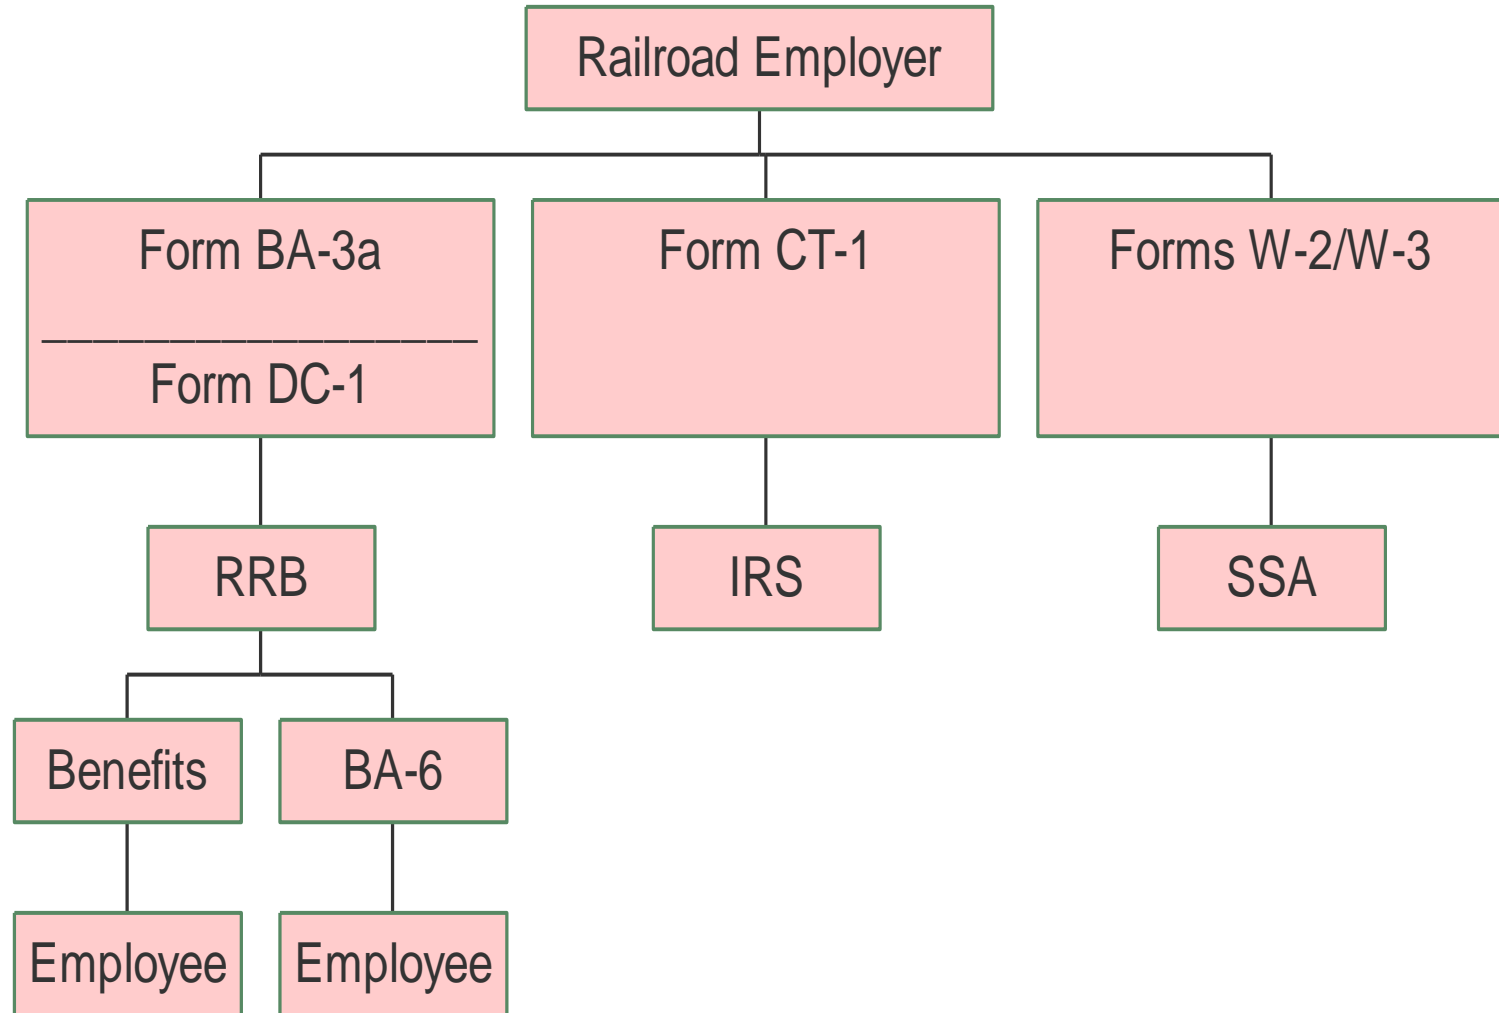 Railroad Employer
Form BA-3a
Form DC-1
Form CT-1
Forms W-2/W-3
RRB
IRS
SSA
Benefits
BA-6
Employee
Employee